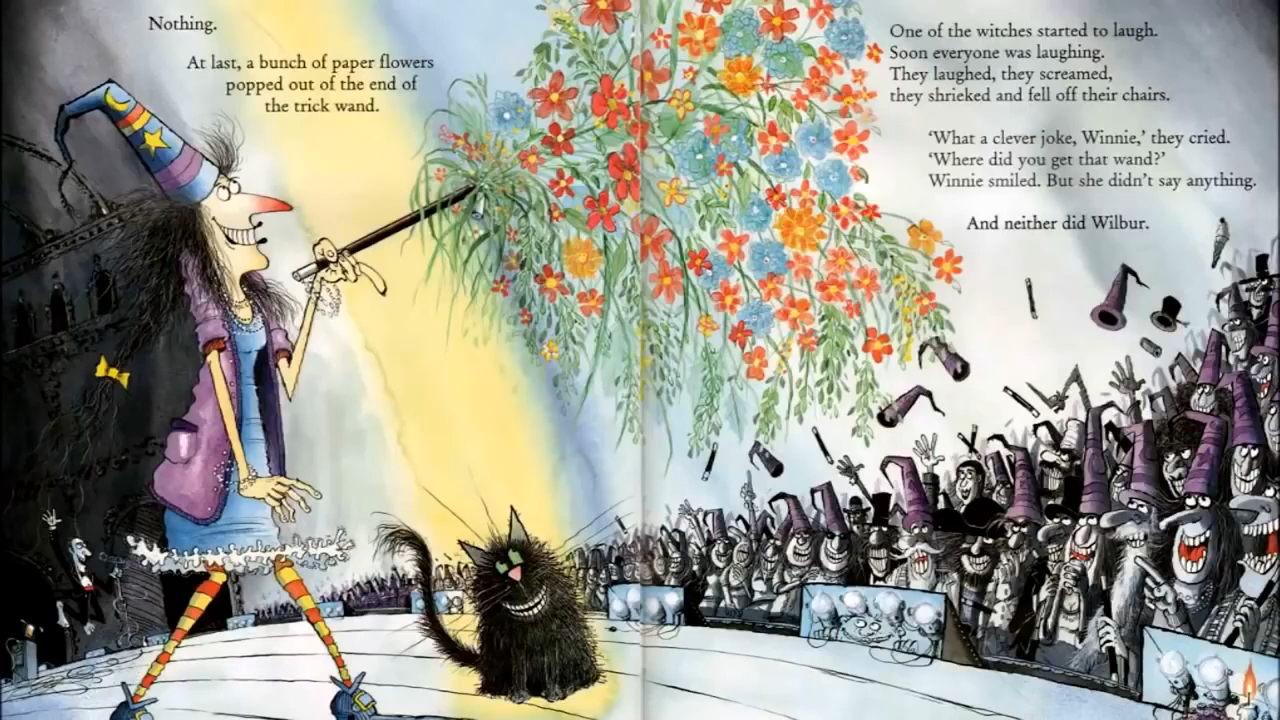 Nothing.
At last, a bunch of paper flowers
popped out of the end of
the trick wand.
One of the witches started to laugh.
Soon everyone was laughing.
They laughed, they screamed,
they shrieked and fell off their chairs.
‘What a clever joke, Winnie,’ they cried.
‘Where did you get that wand?’
Winnie smiled. But she didn’t say anything.
And neither did Wilbur.